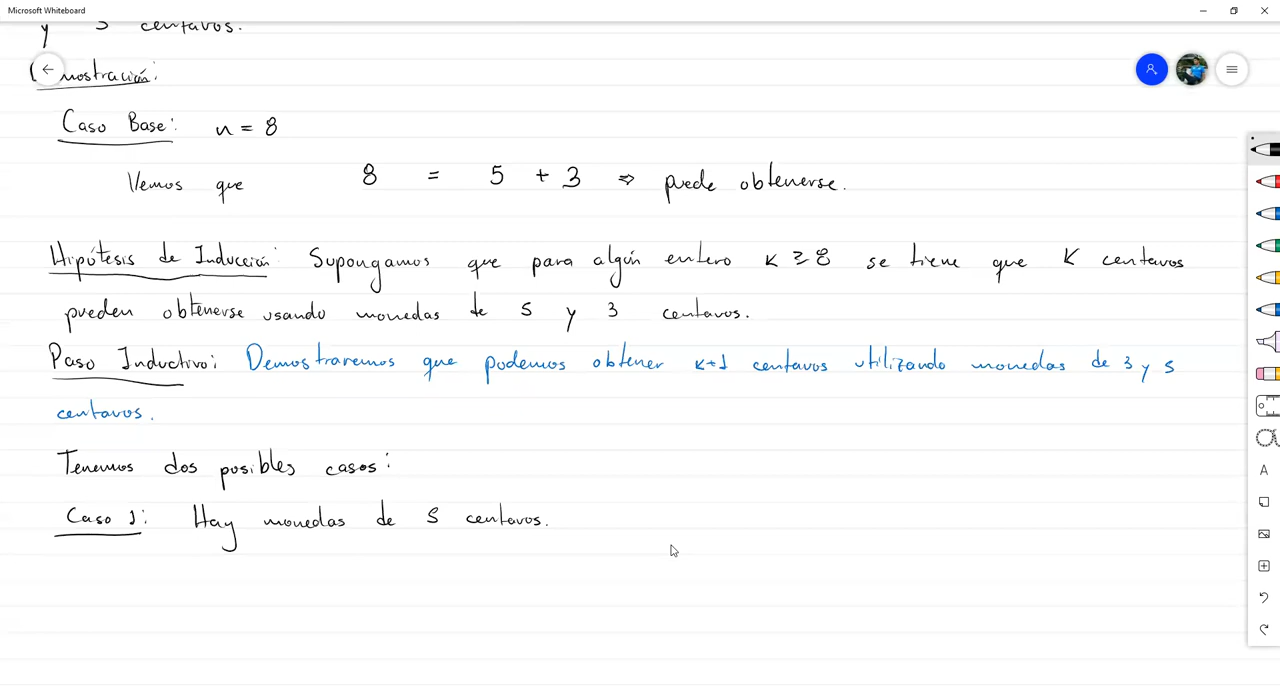 Microsoft Whiteboard
y 3 centavos.
mostración:
Caso Base: n = 8
Vemos que 8 = 5 + 3 ⇒ puede obtenerse.
Hipótesis de Inducción: Supongamos que para algún entero K ≥ 8 se tiene que K centavos
pueden obtenerse usando monedas de 5 y 3 centavos.
Paso Inductivo: Demostraremos que podemos obtener K+1 centavos utilizando monedas de 3 y 5
centavos.
Tenemos dos posibles casos:
Caso 1: Hay monedas de 5 centavos.
A